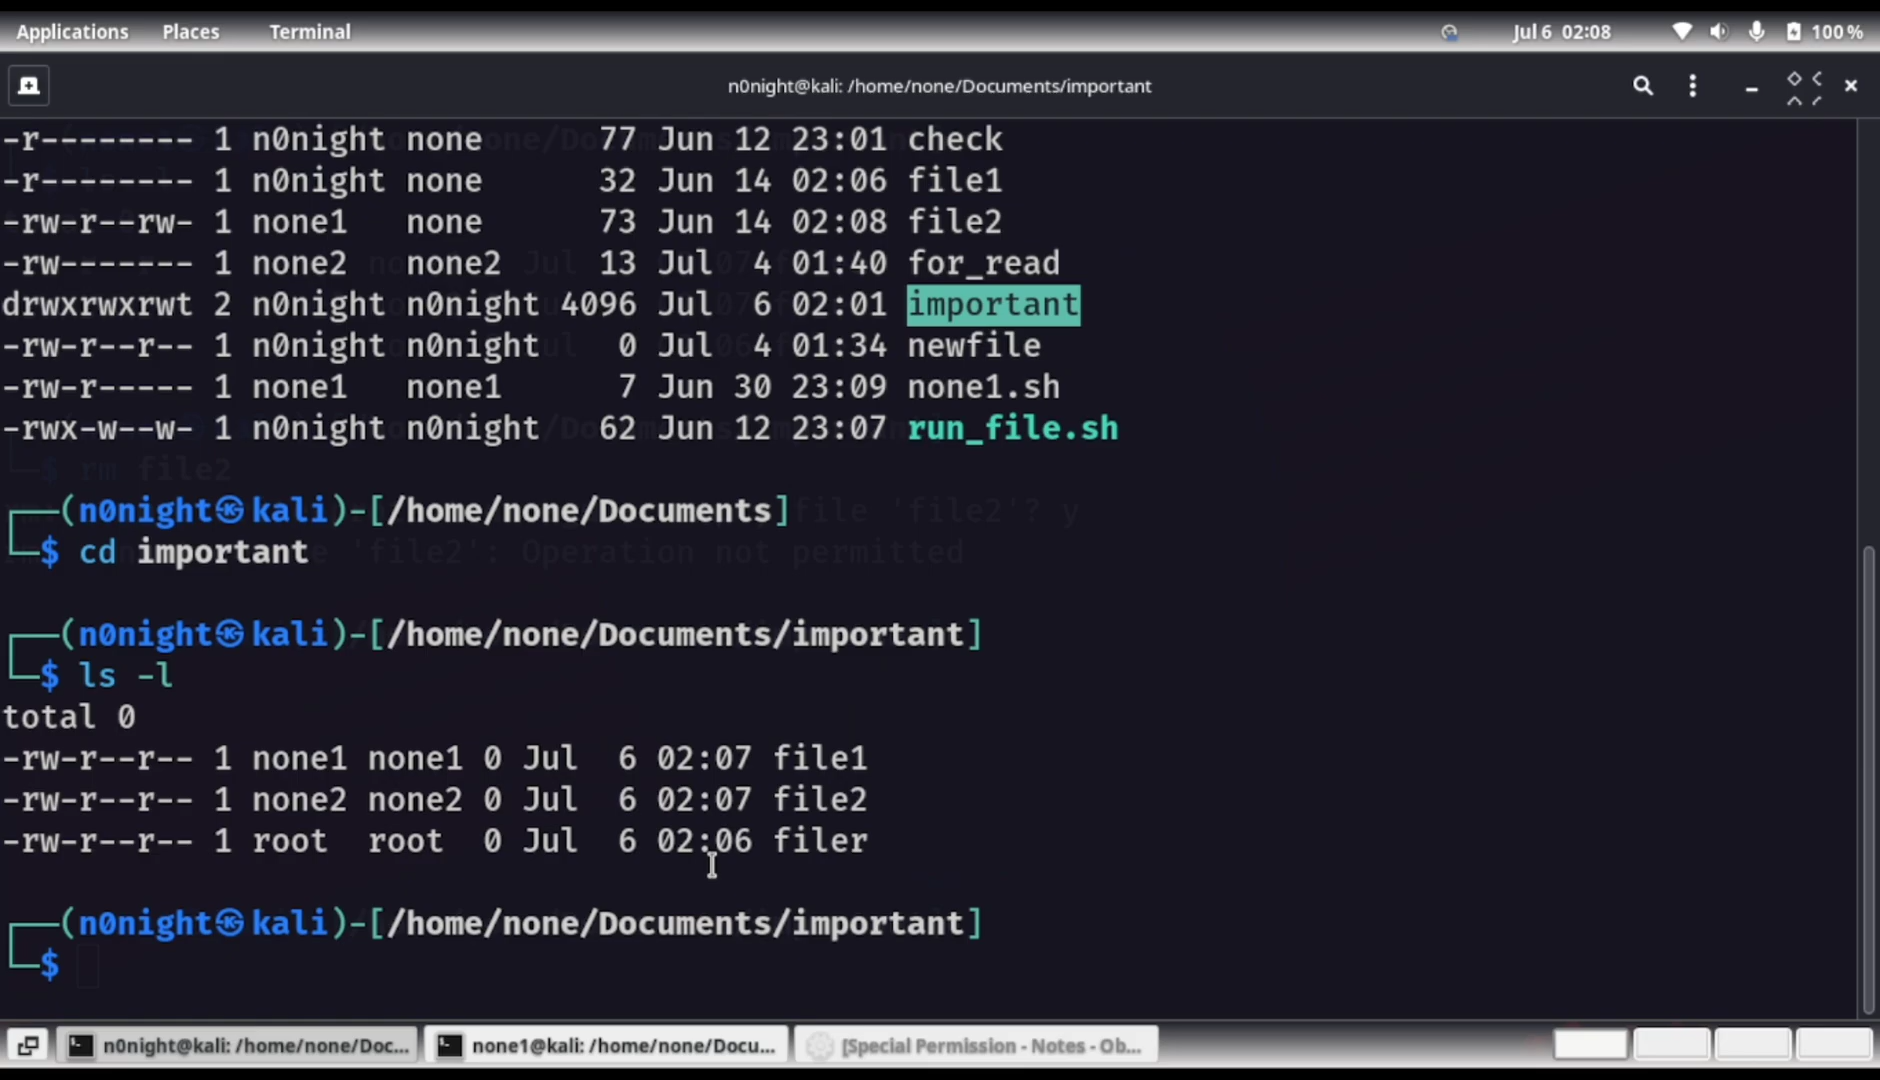 Applications Places Terminal Jul 6 02:08 100%
n0night@kali: /home/none/Documents/important
-r-------- 1 n0night none 77 Jun 12 23:01 check
-r-------- 1 n0night none 32 Jun 14 02:06 file1
-rw-r--rw- 1 none1 none 73 Jun 14 02:08 file2
-rw------- 1 none2 none2 13 Jul 4 01:40 for_read
drwxrwxrwt 2 n0night n0night 4096 Jul 6 02:01 important
-rw-r--r-- 1 n0night n0night 0 Jul 4 01:34 newfile
-rw-r----- 1 none1 none1 7 Jun 30 23:09 none1.sh
-rwx-w--w- 1 n0night n0night 62 Jun 12 23:07 run_file.sh
$ rm file2
┌──(n0night㉿kali)-[/home/none/Documents] file 'file2'? y
└─$ cd important 'file2': Operation not permitted
┌──(n0night㉿kali)-[/home/none/Documents/important]
└─$ ls -l
total 0
-rw-r--r-- 1 none1 none1 0 Jul 6 02:07 file1
-rw-r--r-- 1 none2 none2 0 Jul 6 02:07 file2
-rw-r--r-- 1 root root 0 Jul 6 02:06 filer
┌──(n0night㉿kali)-[/home/none/Documents/important]
└─$
n0night@kali: /home/none/Doc... none1@kali: /home/none/Docu... [Special Permission - Notes - Ob...